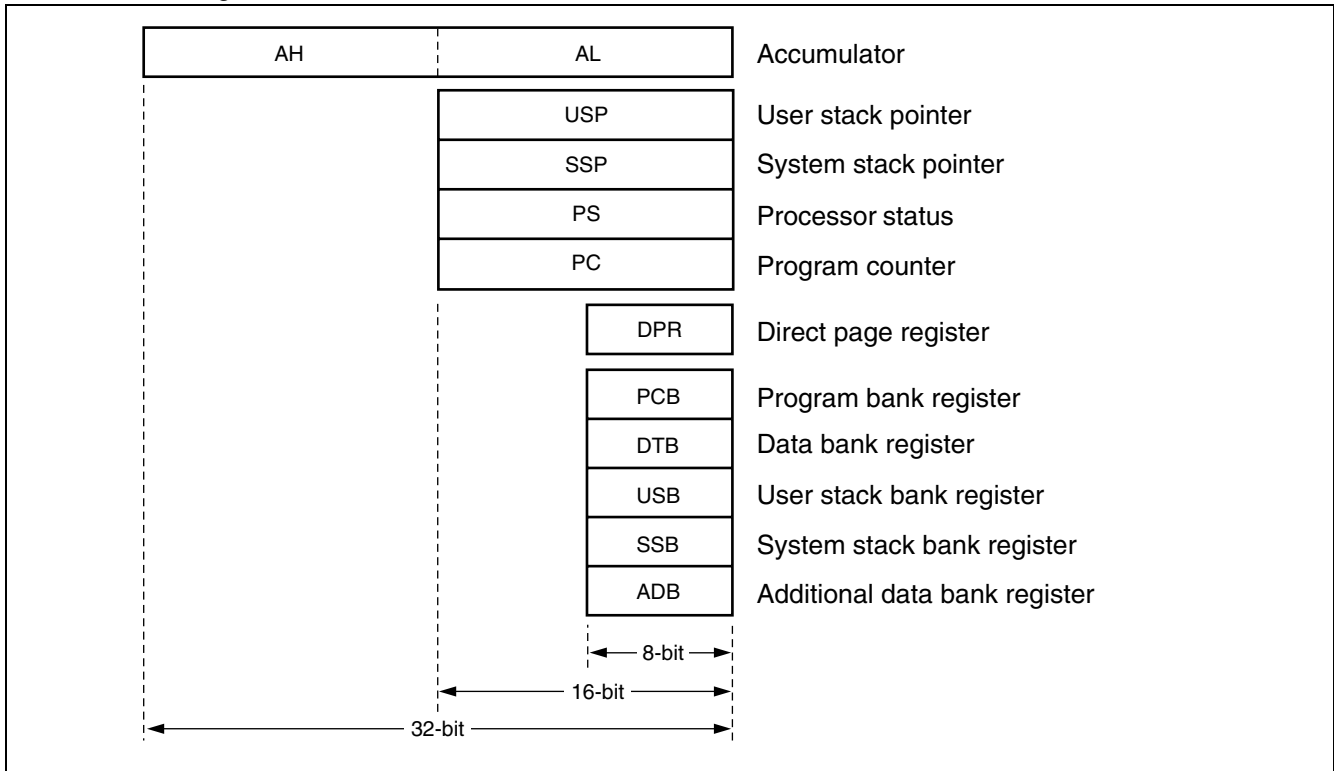 AH AL Accumulator
USP User stack pointer
SSP System stack pointer
PS Processor status
PC Program counter
DPR Direct page register
PCB Program bank register
DTB Data bank register
USB User stack bank register
SSB System stack bank register
ADB Additional data bank register
8-bit
16-bit
32-bit